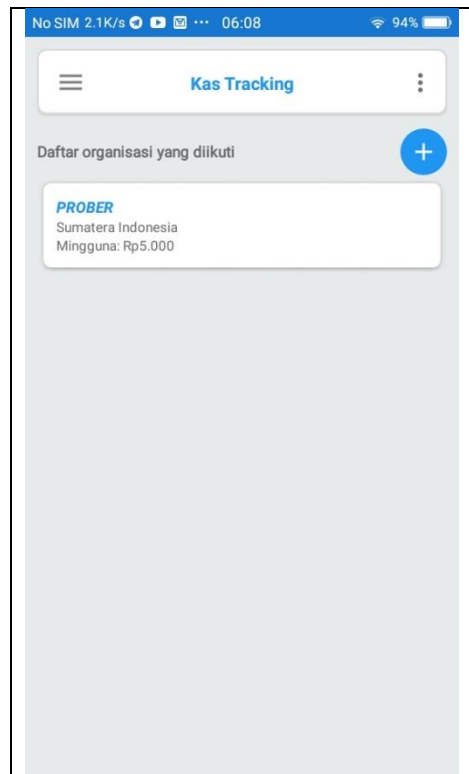 No SIM 2.1K/s ··· 06:08 94%
Kas Tracking
Daftar organisasi yang diikuti
PROBER
Sumatera Indonesia
Mingguna: Rp5.000